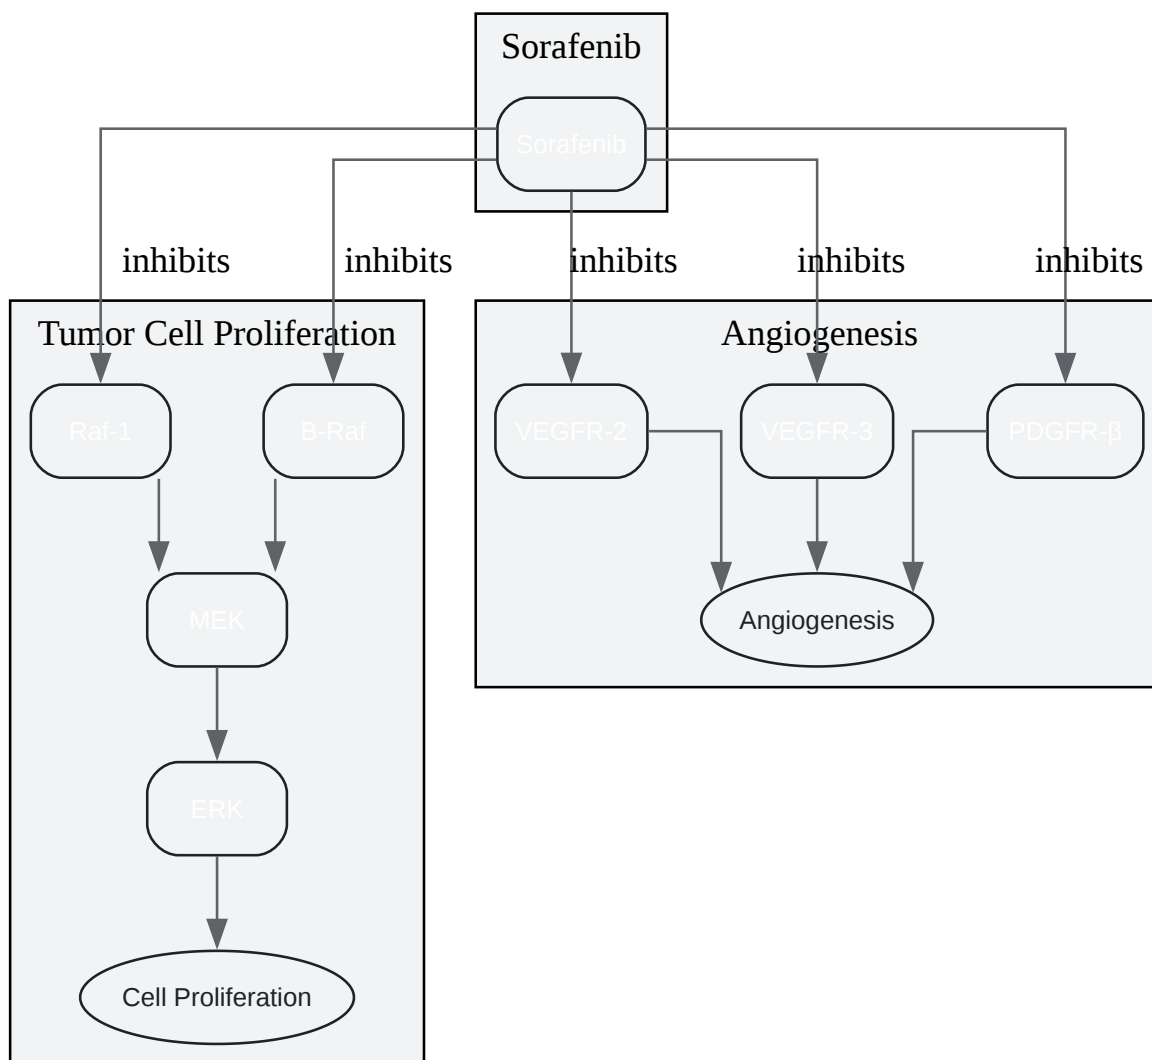 Sorafenib
Sorafenib
inhibits
inhibits
inhibits
inhibits
inhibits
Tumor Cell Proliferation
Angiogenesis
Raf-1
B-Raf
VEGFR-2
VEGFR-3
PDGFR-β
MEK
Angiogenesis
ERK
Cell Proliferation